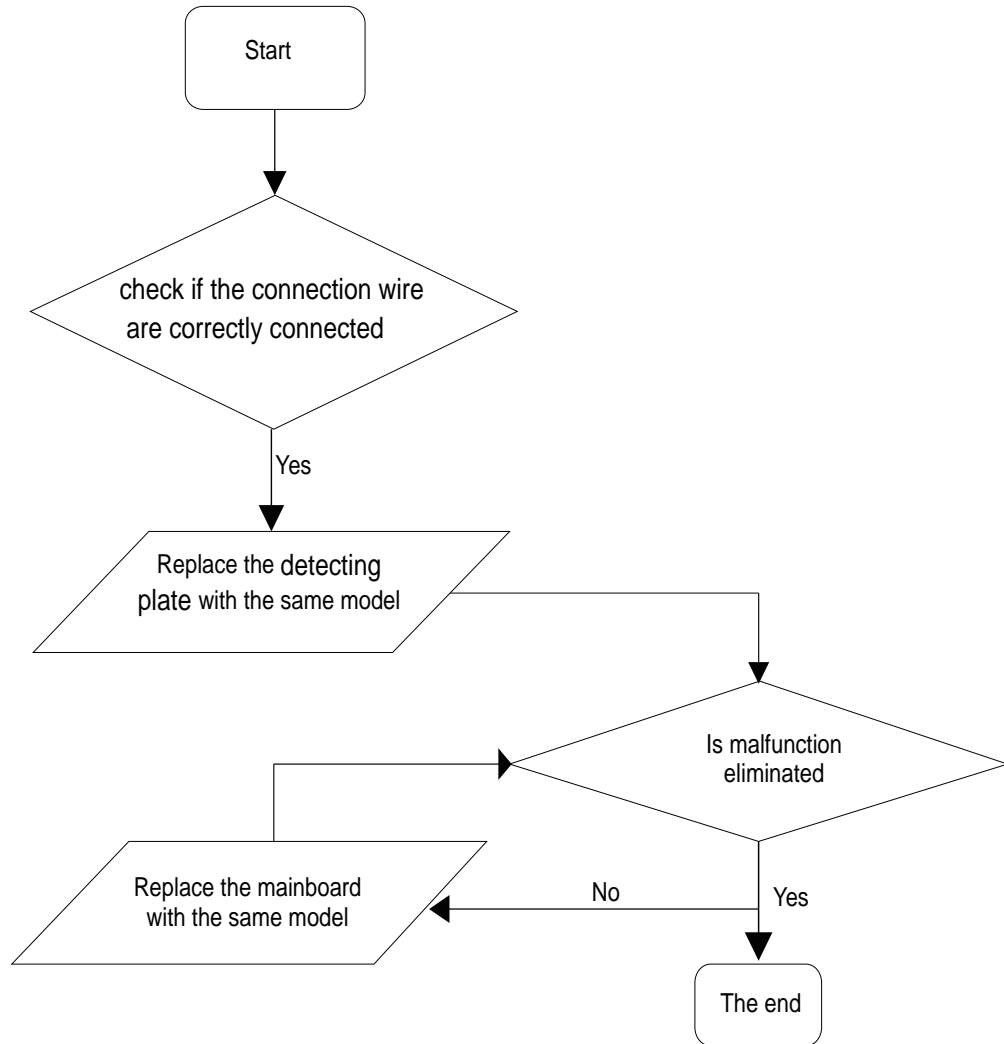 Start
check if the connection wire
are correctly connected
Yes
Replace the detecting
plate with the same model
Is malfunction
eliminated
Replace the mainboard
with the same model
No
Yes
The end